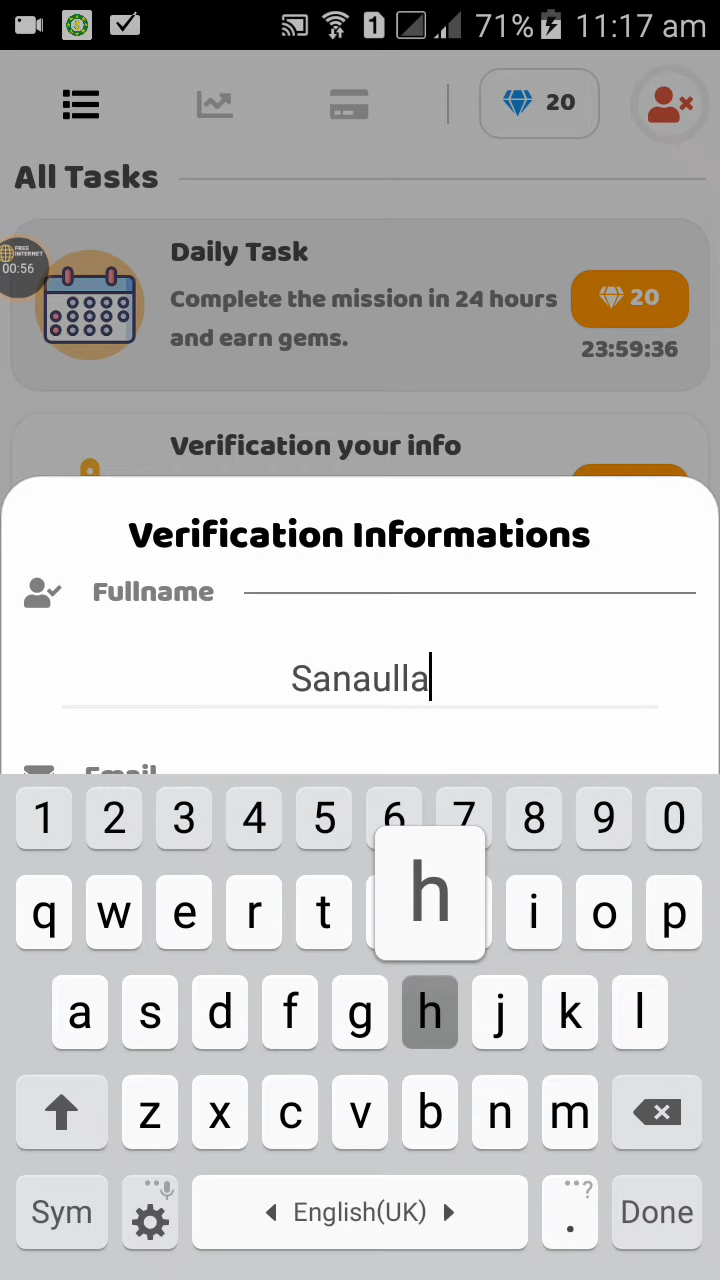 1 71% 11:17 am
20
All Tasks
FREE INTERNET
00:56
Daily Task
Complete the mission in 24 hours
and earn gems.
20
23:59:36
Verification your info
Verification Informations
Fullname
Sanaulla
Email
1 2 3 4 5 6 7 8 9 0
h
q w e r t i o p
a s d f g h j k l
z x c v b n m
Sym English(UK) . ? Done